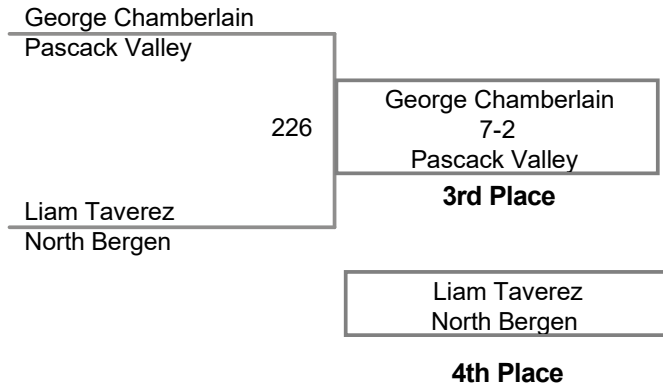 George Chamberlain
Pascack Valley
226
George Chamberlain
7-2
Pascack Valley
3rd Place
Liam Taverez
North Bergen
Liam Taverez
North Bergen
4th Place